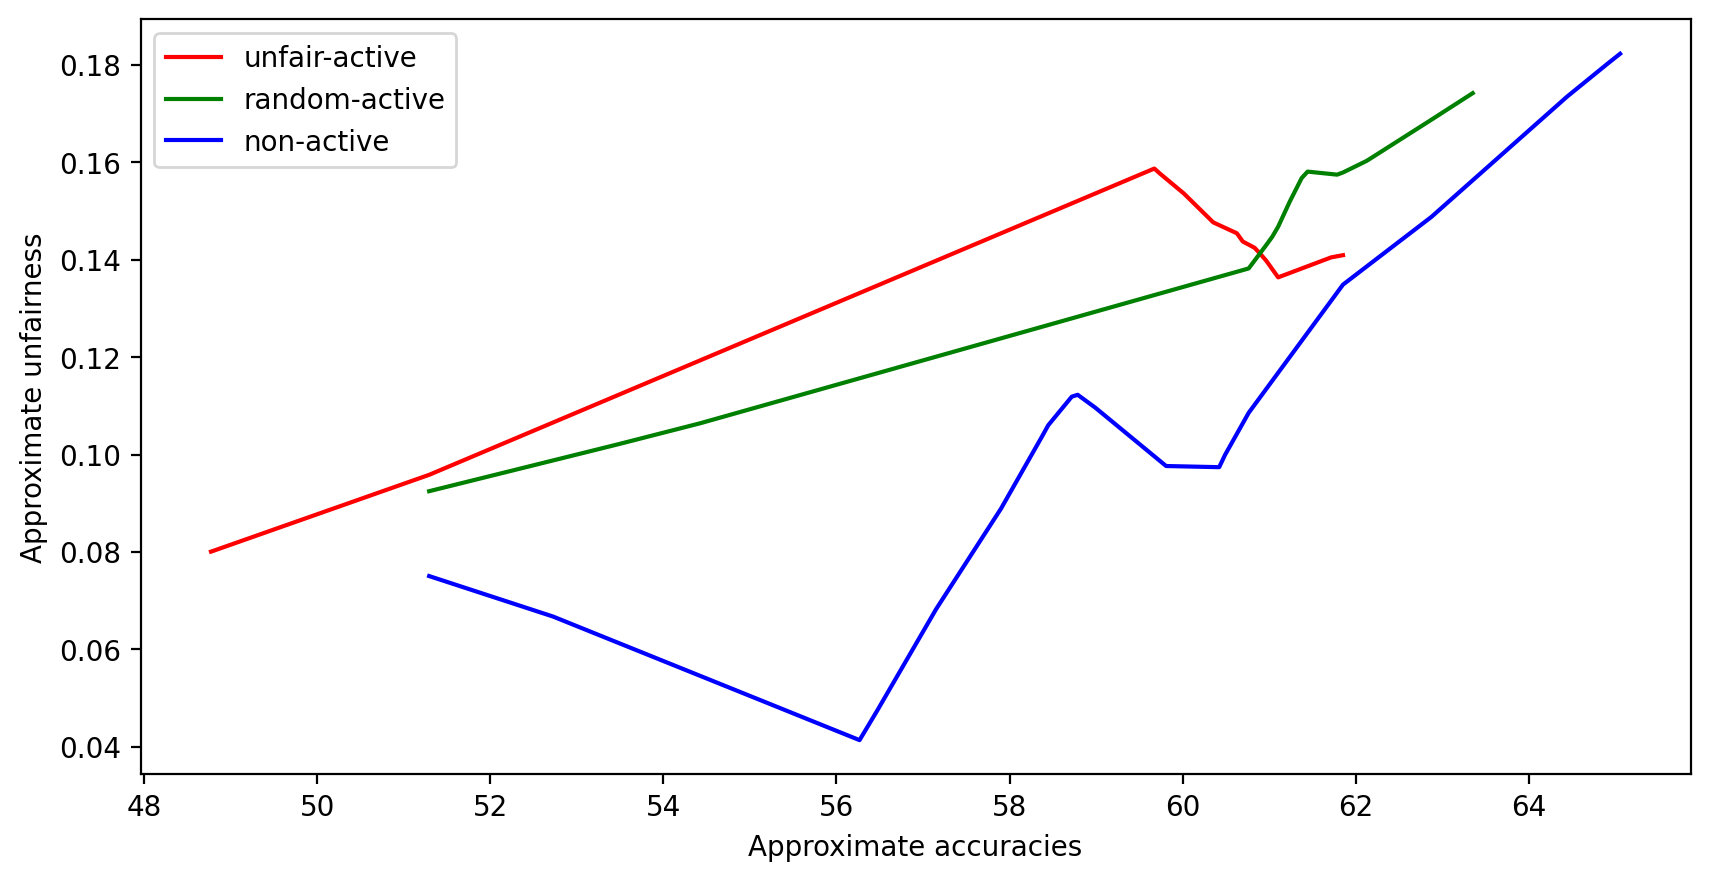 unfair-active
random-active
non-active
Approximate unfairness
0.18
0.16
0.14
0.12
0.10
0.08
0.06
0.04
48 50 52 54 56 58 60 62 64
Approximate accuracies